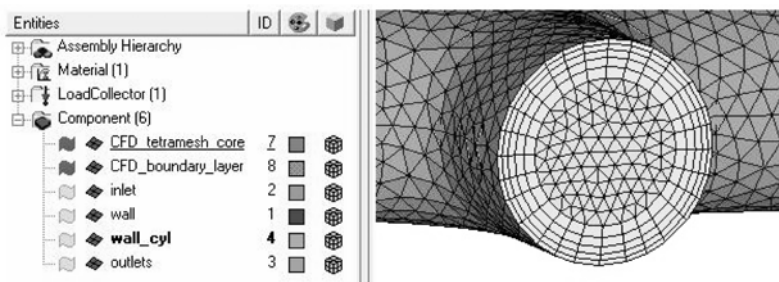 Entities ID
Assembly Hierarchy
Material (1)
LoadCollector (1)
Component (6)
CFD_tetramesh_core 7
CFD_boundary_layer 8
inlet 2
wall 1
wall_cyl 4
outlets 3